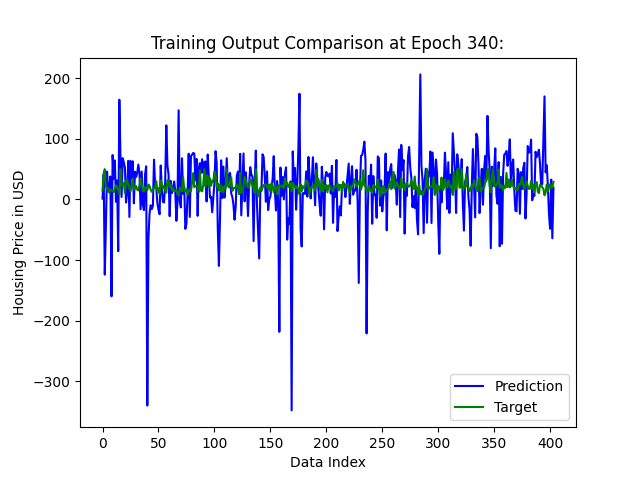 Training Output Comparison at Epoch 340:
Housing Price in USD
200
100
0
−100
−200
−300
0 50 100 150 200 250 300 350 400
Data Index
Prediction
Target